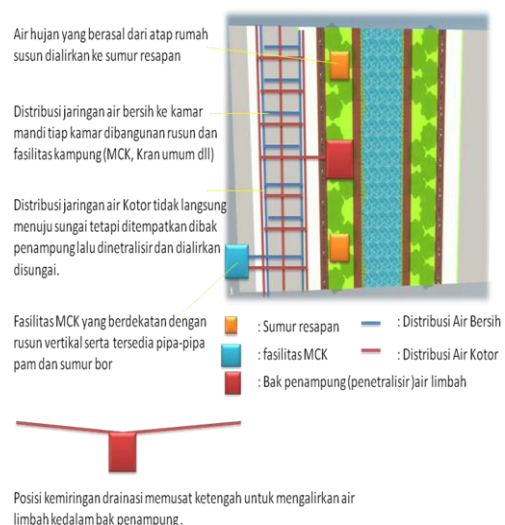 Air hujan yang berasal dari atap rumah
susun dialirkan ke sumur resapan
Distribusi jaringan air bersih ke kamar
mandi tiap kamar dibangunan rusun dan
fasilitas kampung (MCK, Kran umum dll)
Distribusi jaringan air Kotor tidak langsung
menuju sungai tetapi ditempatkan dibak
penampung lalu dinetralisir dan dialirkan
disungai.
Fasilitas MCK yang berdekatan dengan
rusun vertikal serta tersedia pipa-pipa
pam dan sumur bor
: Sumur resapan
: Distribusi Air Bersih
: fasilitas MCK
: Distribusi Air Kotor
: Bak penampung (penetralisir )air limbah
Posisi kemiringan drainasi memusat ketengah untuk mengalirkan air
limbah kedalam bak penampung .